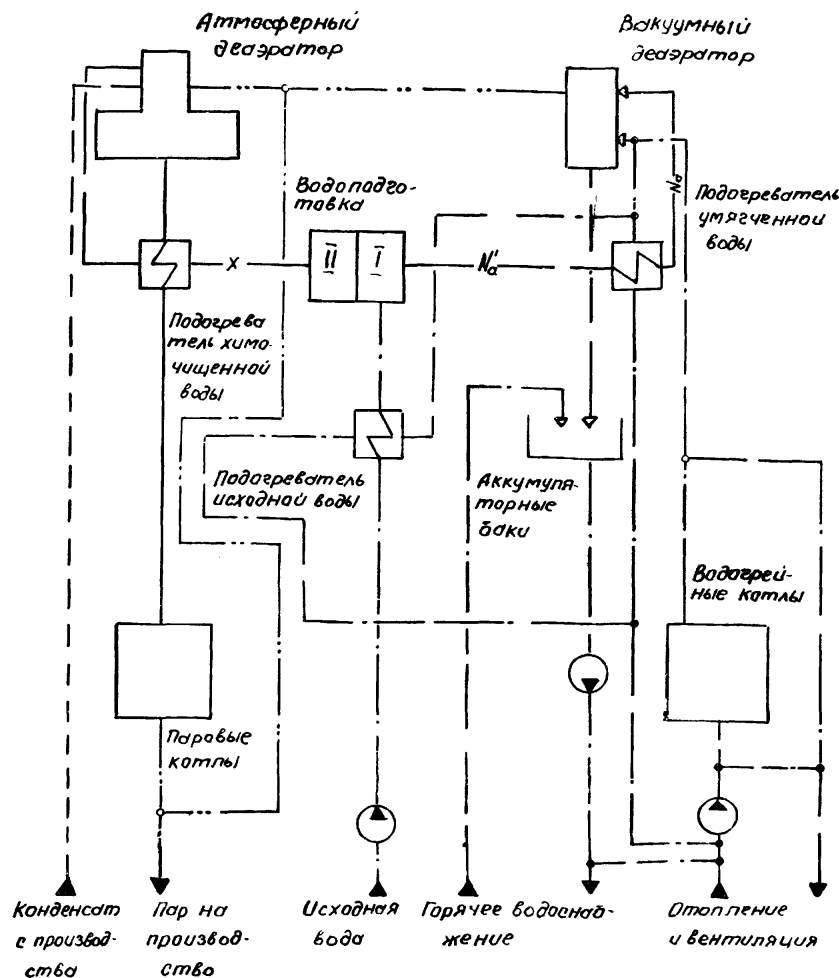 Атмосферный
деаэратор
Вакуумный
деаэратор
Водоподго-
товка
II I
X
Na'
Na
Подогреватель
умягченной
воды
Подогрева
тель химо-
чищенной
воды
Подогреватель
исходной воды
Аккумуля-
торные
баки
Водогрей-
ные котлы
Паровые
котлы
Конденсат
с производ-
ства
Пар на
производ-
ство
Исходная
вода
Горячее водоснаб-
жение
Отопление
и вентиляция